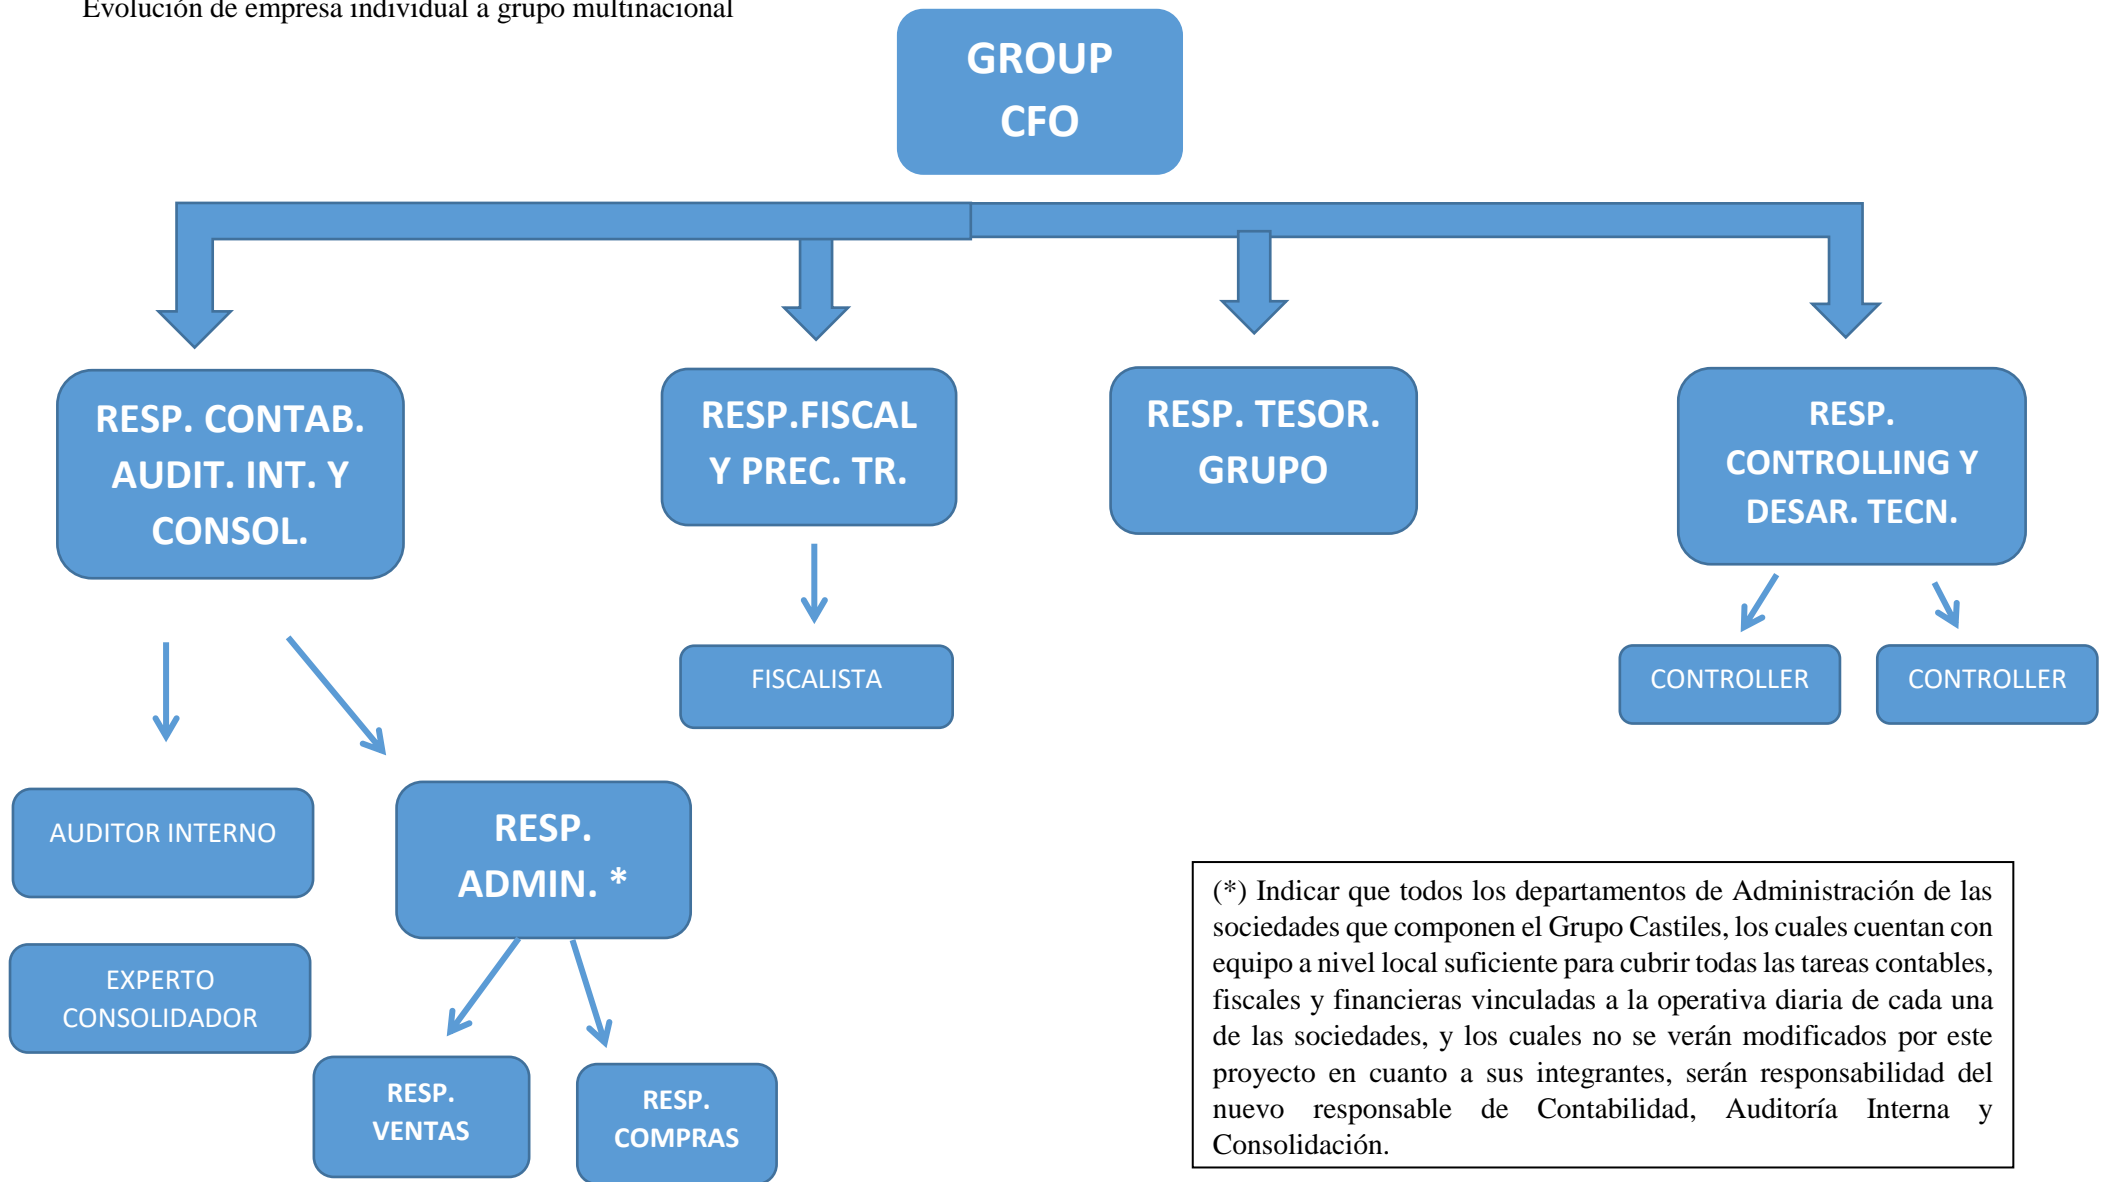 Evolución de empresa individual a grupo multinacional
GROUP
CFO
RESP. CONTAB.
AUDIT. INT. Y
CONSOL.
RESP.FISCAL
Y PREC. TR.
RESP. TESOR.
GRUPO
RESP.
CONTROLLING Y
DESAR. TECN.
FISCALISTA
CONTROLLER
CONTROLLER
AUDITOR INTERNO
RESP.
ADMIN. *
EXPERTO
CONSOLIDADOR
RESP.
VENTAS
RESP.
COMPRAS
(*) Indicar que todos los departamentos de Administración de las
sociedades que componen el Grupo Castiles, los cuales cuentan con
equipo a nivel local suficiente para cubrir todas las tareas contables,
fiscales y financieras vinculadas a la operativa diaria de cada una
de las sociedades, y los cuales no se verán modificados por este
proyecto en cuanto a sus integrantes, serán responsabilidad del
nuevo responsable de Contabilidad, Auditoría Interna y
Consolidación.